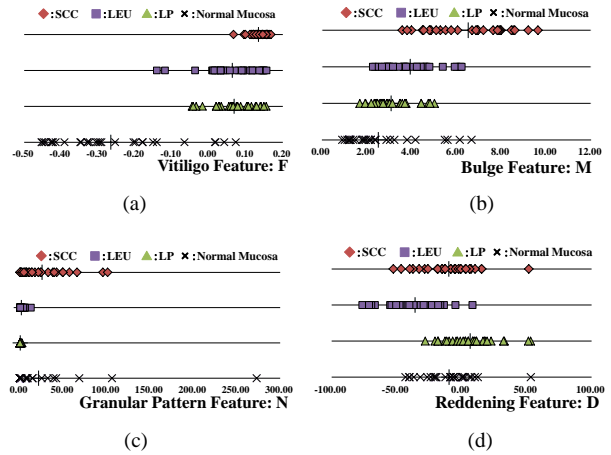 ◆:SCC ■:LEU ▲:LP ×:Normal Mucosa
-0.50 -0.40 -0.30 -0.20 -0.10 0.00 0.10 0.20
Vitiligo Feature: F
(a)
◆:SCC ■:LEU ▲:LP ×:Normal Mucosa
0.00 2.00 4.00 6.00 8.00 10.00 12.00
Bulge Feature: M
(b)
◆:SCC ■:LEU ▲:LP ×:Normal Mucosa
0.00 50.00 100.00 150.00 200.00 250.00 300.00
Granular Pattern Feature: N
(c)
◆:SCC ■:LEU ▲:LP ×:Normal Mucosa
-100.00 -50.00 0.00 50.00 100.00
Reddening Feature: D
(d)